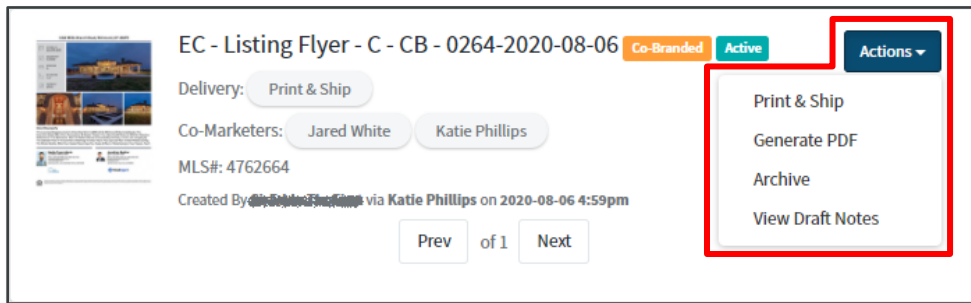 EC - Listing Flyer - C - CB - 0264-2020-08-06 Co-Branded Active
Actions
Delivery: Print & Ship
Co-Marketers: Jared White Katie Phillips
MLS#: 4762664
Created By via Katie Phillips on 2020-08-06 4:59pm
Prev of 1 Next
Print & Ship
Generate PDF
Archive
View Draft Notes